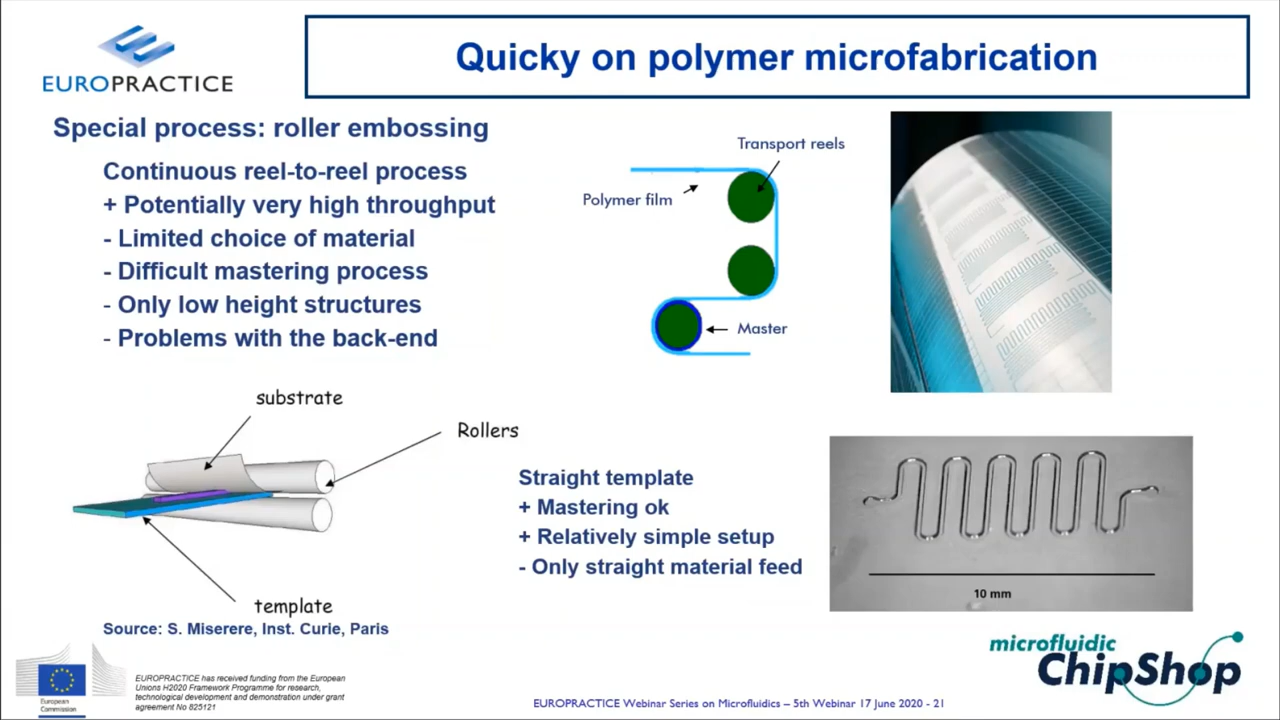 EUROPRACTICE
Quicky on polymer microfabrication
Special process: roller embossing
Continuous reel-to-reel process
+ Potentially very high throughput
- Limited choice of material
- Difficult mastering process
- Only low height structures
- Problems with the back-end
Transport reels
Polymer film
Master
substrate
Rollers
template
Source: S. Miserere, Inst. Curie, Paris
Straight template
+ Mastering ok
+ Relatively simple setup
- Only straight material feed
10 mm
microfluidic
ChipShop
European
Commission
EUROPRACTICE has received funding from the European
Unions H2020 Framework Programme for research,
technological development and demonstration under grant
agreement No 825121
EUROPRACTICE Webinar Series on Microfluidics – 5th Webinar 17 June 2020 - 21